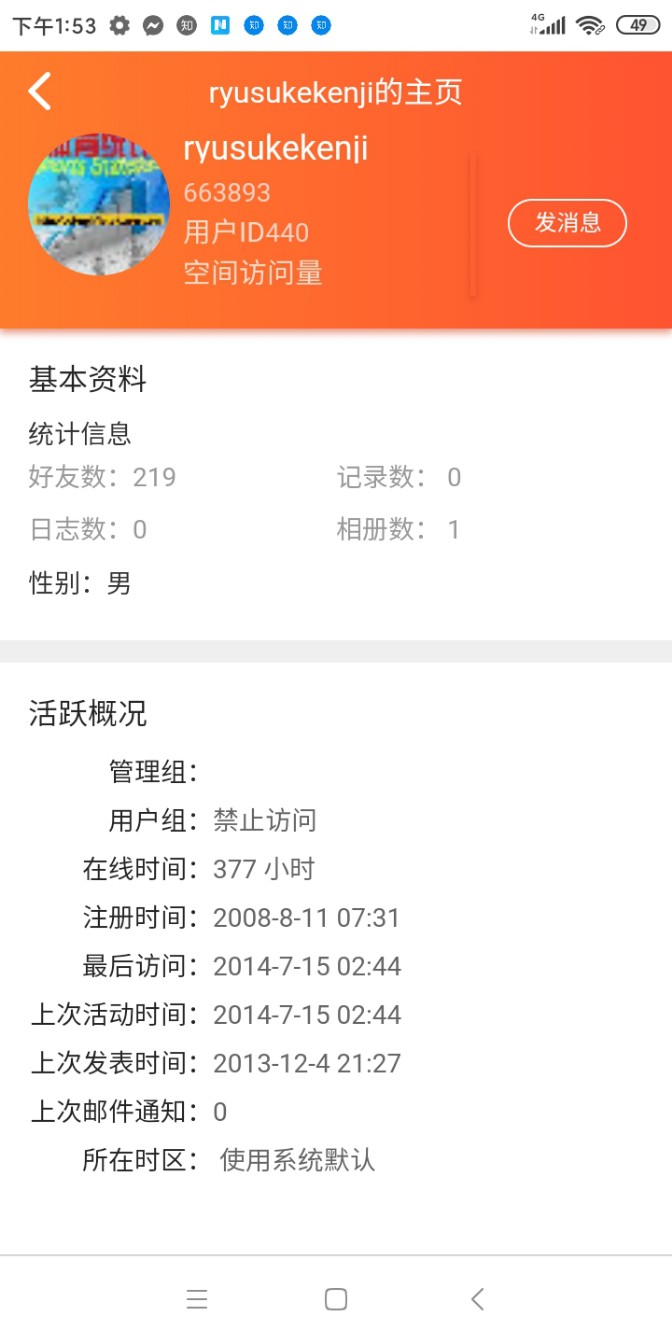 下午1:53 知 知 知 知 4G 49
ryusukekenji的主页
ryusukekenji
663893
用户ID440
空间访问量
发消息
基本资料
统计信息
好友数：219 记录数： 0
日志数：0 相册数： 1
性别：男
活跃概况
管理组：
用户组：禁止访问
在线时间：377 小时
注册时间：2008-8-11 07:31
最后访问：2014-7-15 02:44
上次活动时间：2014-7-15 02:44
上次发表时间：2013-12-4 21:27
上次邮件通知：0
所在时区： 使用系统默认